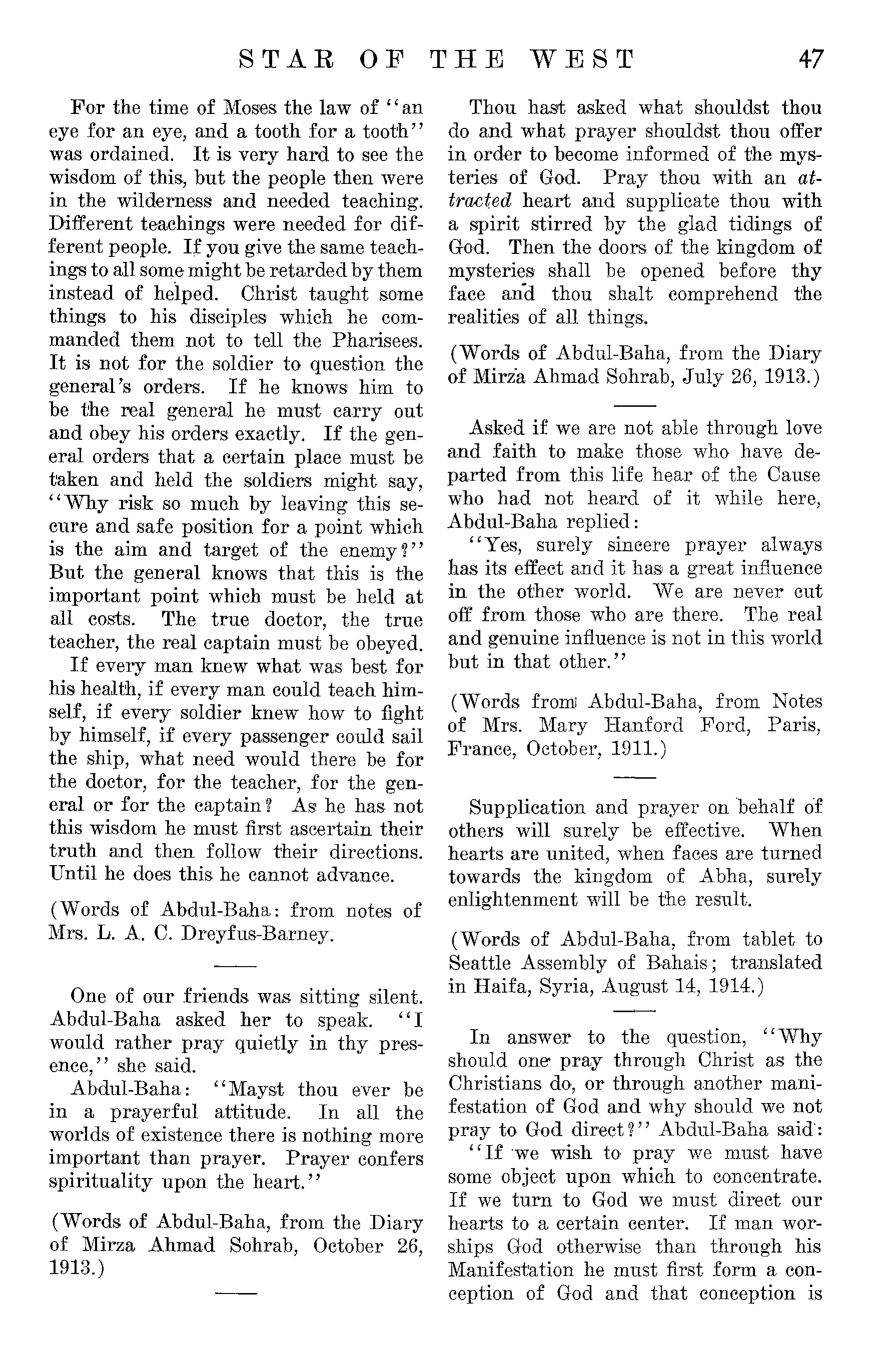 STAR OF THE WEST 47
For the time of Moses the law of "an
eye for an eye, and a tooth for a tooth"
was ordained. It is very hard to see the
wisdom of this, but the people then were
in the wilderness and needed teaching.
Different teachings were needed for dif-
ferent people. If you give the same teach-
ings to all some might be retarded by them
instead of helped. Christ taught some
things to his disciples which he com-
manded them not to tell the Pharisees.
It is not for the soldier to question the
general's orders. If he knows him to
be the real general he must carry out
and obey his orders exactly. If the gen-
eral orders that a certain place must be
taken and held the soldiers might say,
"Why risk so much by leaving this se-
cure and safe position for a point which
is the aim and target of the enemy?"
But the general knows that this is the
important point which must be held at
all costs. The true doctor, the true
teacher, the real captain must be obeyed.
If every man knew what was best for
his health, if every man could teach him-
self, if every soldier knew how to fight
by himself, if every passenger could sail
the ship, what need would there be for
the doctor, for the teacher, for the gen-
eral or for the captain? As he has not
this wisdom he must first ascertain their
truth and then follow their directions.
Until he does this he cannot advance.
(Words of Abdul-Baha: from notes of
Mrs. L. A. C. Dreyfus-Barney.
One of our friends was sitting silent.
Abdul-Baha asked her to speak. "I
would rather pray quietly in thy pres-
ence," she said.
Abdul-Baha: "Mayst thou ever be
in a prayerful attitude. In all the
worlds of existence there is nothing more
important than prayer. Prayer confers
spirituality upon the heart."
(Words of Abdul-Baha, from the Diary
of Mirza Ahmad Sohrab, October 26,
1913.)
Thou hast asked what shouldst thou
do and what prayer shouldst thou offer
in order to become informed of the mys-
teries of God. Pray thou with an at-
tracted heart and supplicate thou with
a spirit stirred by the glad tidings of
God. Then the doors of the kingdom of
mysteries shall be opened before thy
face and thou shalt comprehend the
realities of all things.
(Words of Abdul-Baha, from the Diary
of Mirza Ahmad Sohrab, July 26, 1913.)
Asked if we are not able through love
and faith to make those who have de-
parted from this life hear of the Cause
who had not heard of it while here,
Abdul-Baha replied:
"Yes, surely sincere prayer always
has its effect and it has a great influence
in the other world. We are never cut
off from those who are there. The real
and genuine influence is not in this world
but in that other."
(Words from Abdul-Baha, from Notes
of Mrs. Mary Hanford Ford, Paris,
France, October, 1911.)
Supplication and prayer on behalf of
others will surely be effective. When
hearts are united, when faces are turned
towards the kingdom of Abha, surely
enlightenment will be the result.
(Words of Abdul-Baha, from tablet to
Seattle Assembly of Bahais; translated
in Haifa, Syria, August 14, 1914.)
In answer to the question, "Why
should one pray through Christ as the
Christians do, or through another mani-
festation of God and why should we not
pray to God direct?" Abdul-Baha said:
"If we wish to pray we must have
some object upon which to concentrate.
If we turn to God we must direct our
hearts to a certain center. If man wor-
ships God otherwise than through his
Manifestation he must first form a con-
ception of God and that conception is